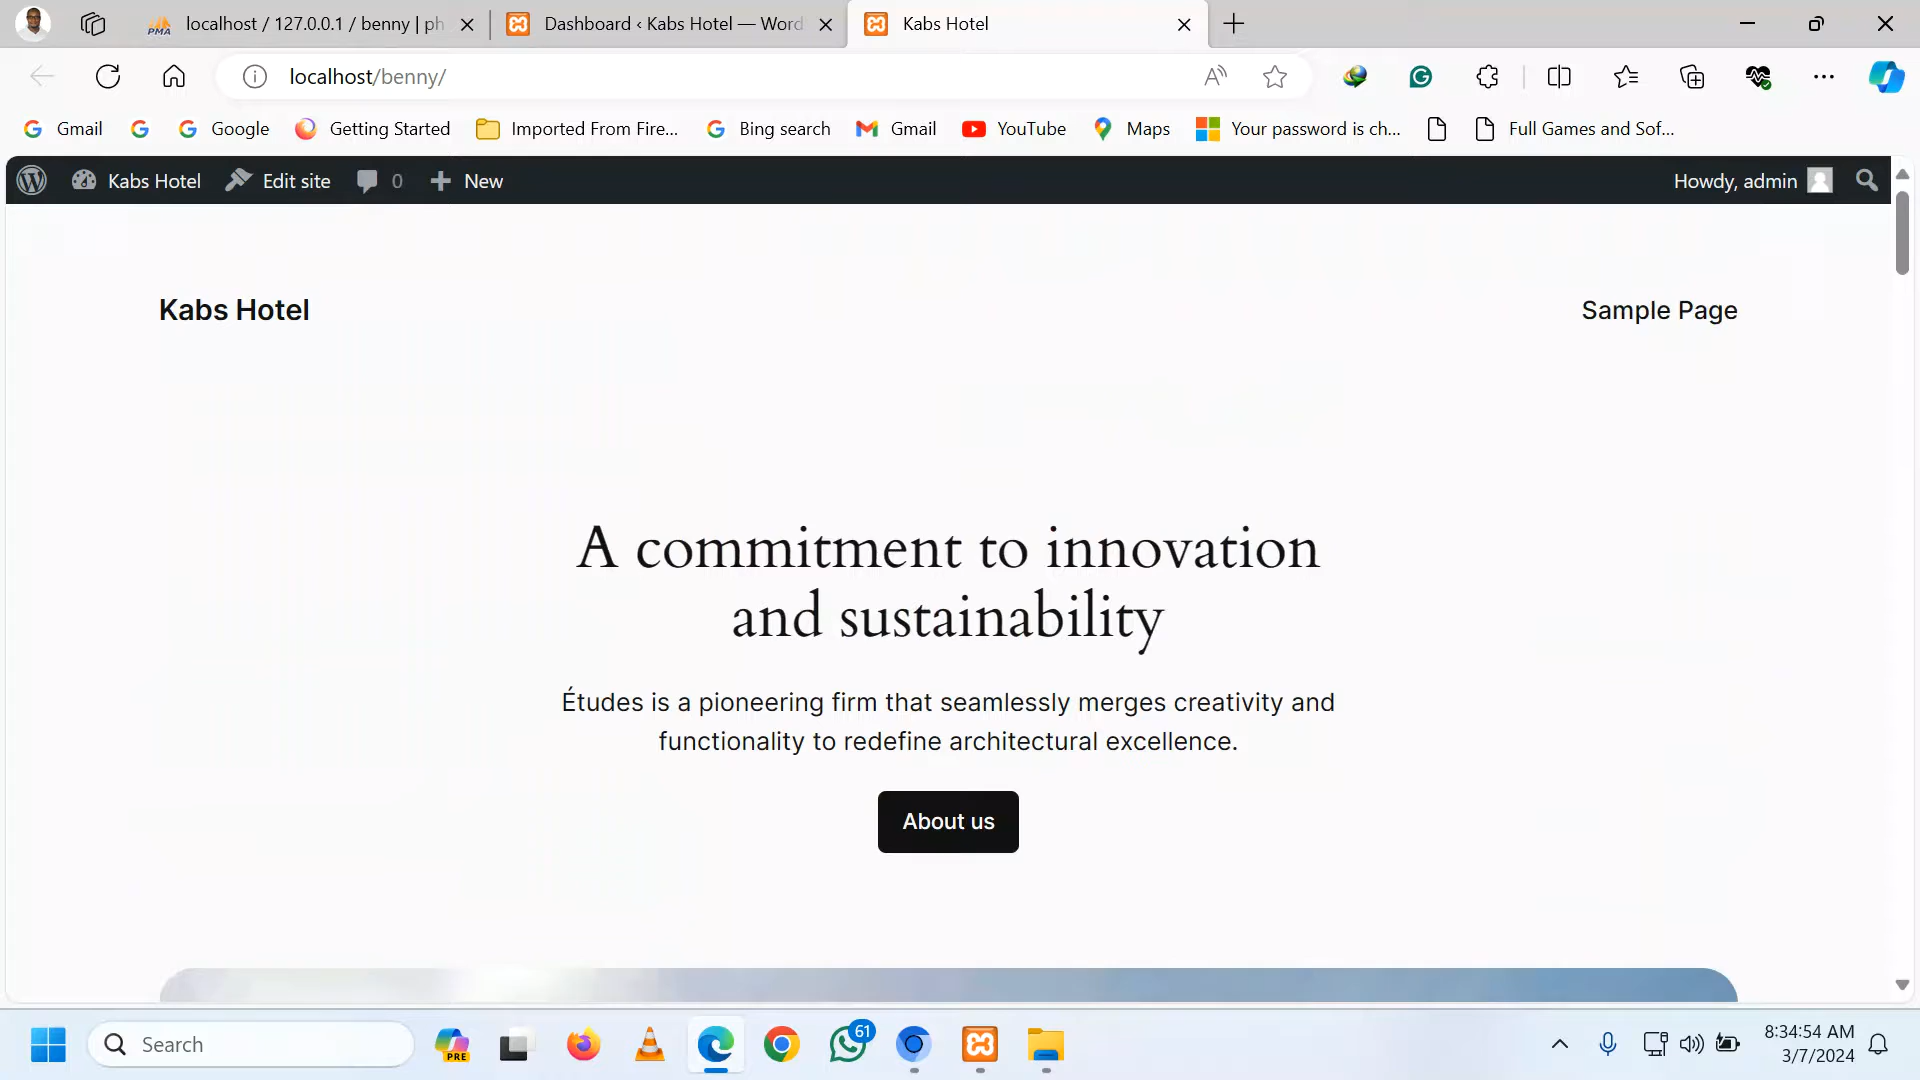 localhost / 127.0.0.1 / benny | ph
Dashboard ‹ Kabs Hotel — Word
Kabs Hotel
localhost/benny/
Gmail
Google
Getting Started
Imported From Fire...
Bing search
Gmail
YouTube
Maps
Your password is ch...
Full Games and Sof...
Kabs Hotel
Edit site
0
New
Howdy, admin
Kabs Hotel
Sample Page
A commitment to innovation
and sustainability
Études is a pioneering firm that seamlessly merges creativity and
functionality to redefine architectural excellence.
About us
Search
PRE
61
8:34:54 AM
3/7/2024